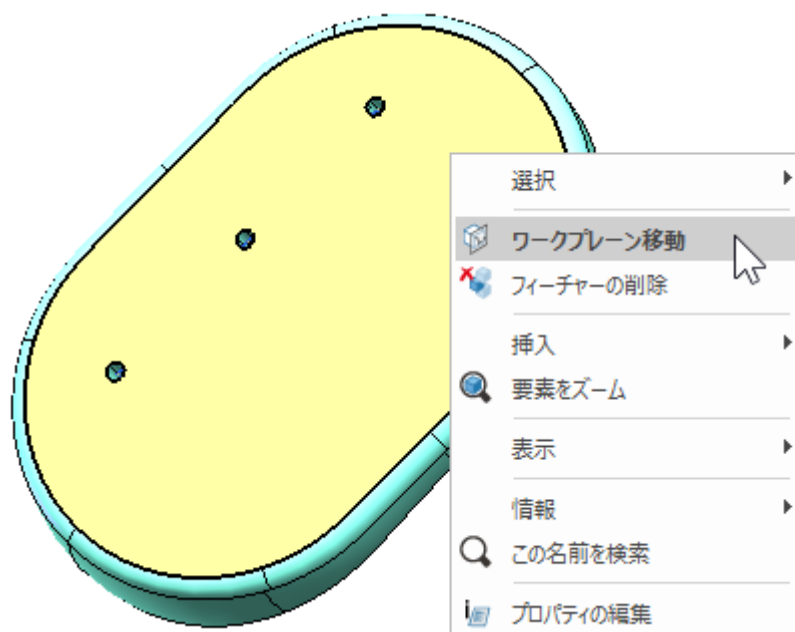 選択
ワークプレーン移動
フィーチャーの削除
挿入
要素をズーム
表示
情報
この名前を検索
プロパティの編集